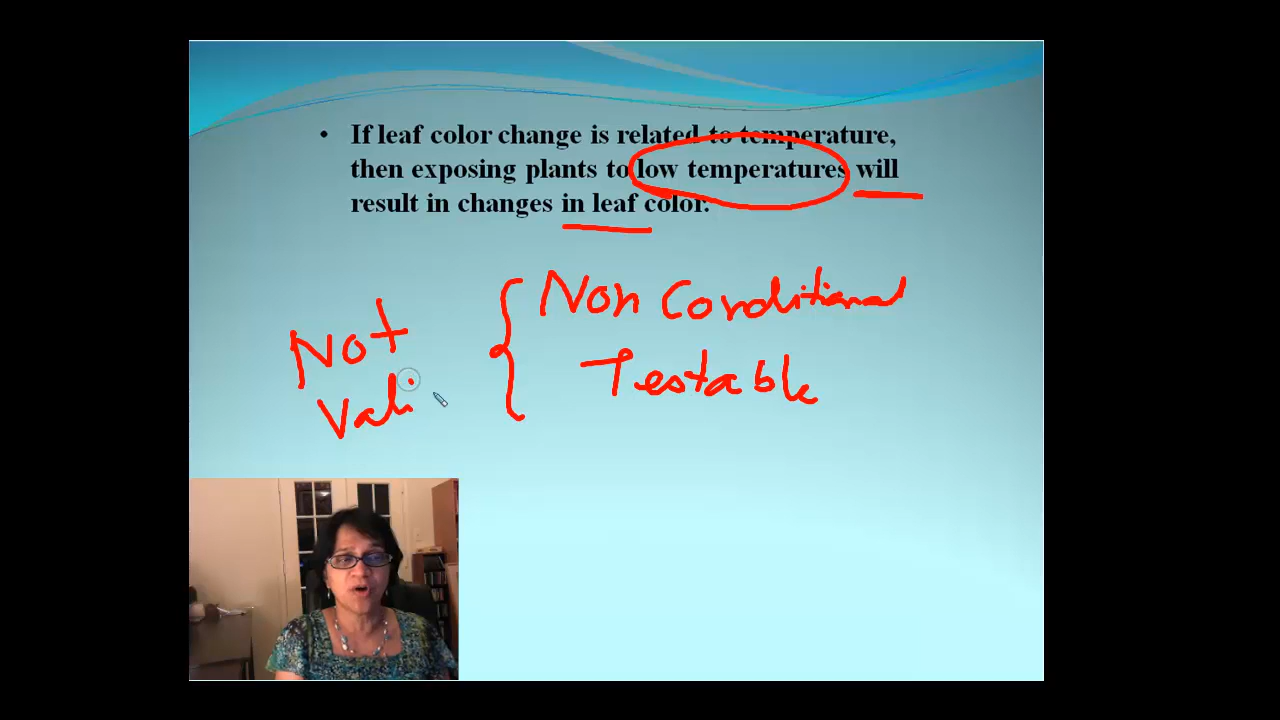 • If leaf color change is related to temperature,
then exposing plants to low temperatures will
result in changes in leaf color.
Non Conditional
Not
Testable
Vali